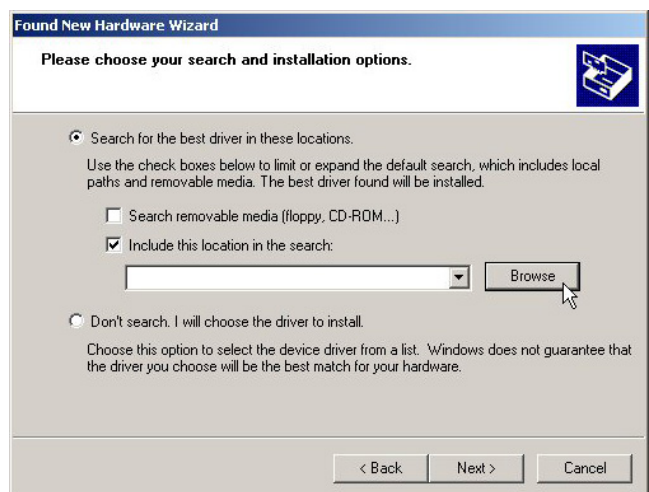 Found New Hardware Wizard
Please choose your search and installation options.
Search for the best driver in these locations.
Use the check boxes below to limit or expand the default search, which includes local
paths and removable media. The best driver found will be installed.
Search removable media (floppy, CD-ROM...)
Include this location in the search:
Browse
Don't search. I will choose the driver to install.
Choose this option to select the device driver from a list. Windows does not guarantee that
the driver you choose will be the best match for your hardware.
< Back Next > Cancel